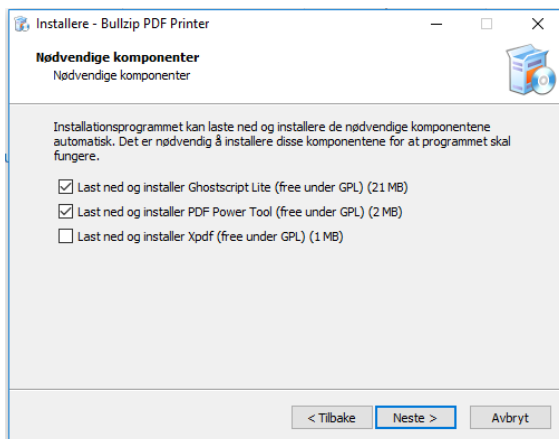 Installere - Bullzip PDF Printer
Nødvendige komponenter
Nødvendige komponenter
Installationsprogrammet kan laste ned og installere de nødvendige komponentene
automatisk. Det er nødvendig å installere disse komponentene for at programmet skal
fungere.
Last ned og installer Ghostscript Lite (free under GPL) (21 MB)
Last ned og installer PDF Power Tool (free under GPL) (2 MB)
Last ned og installer Xpdf (free under GPL) (1 MB)
< Tilbake
Neste >
Avbryt